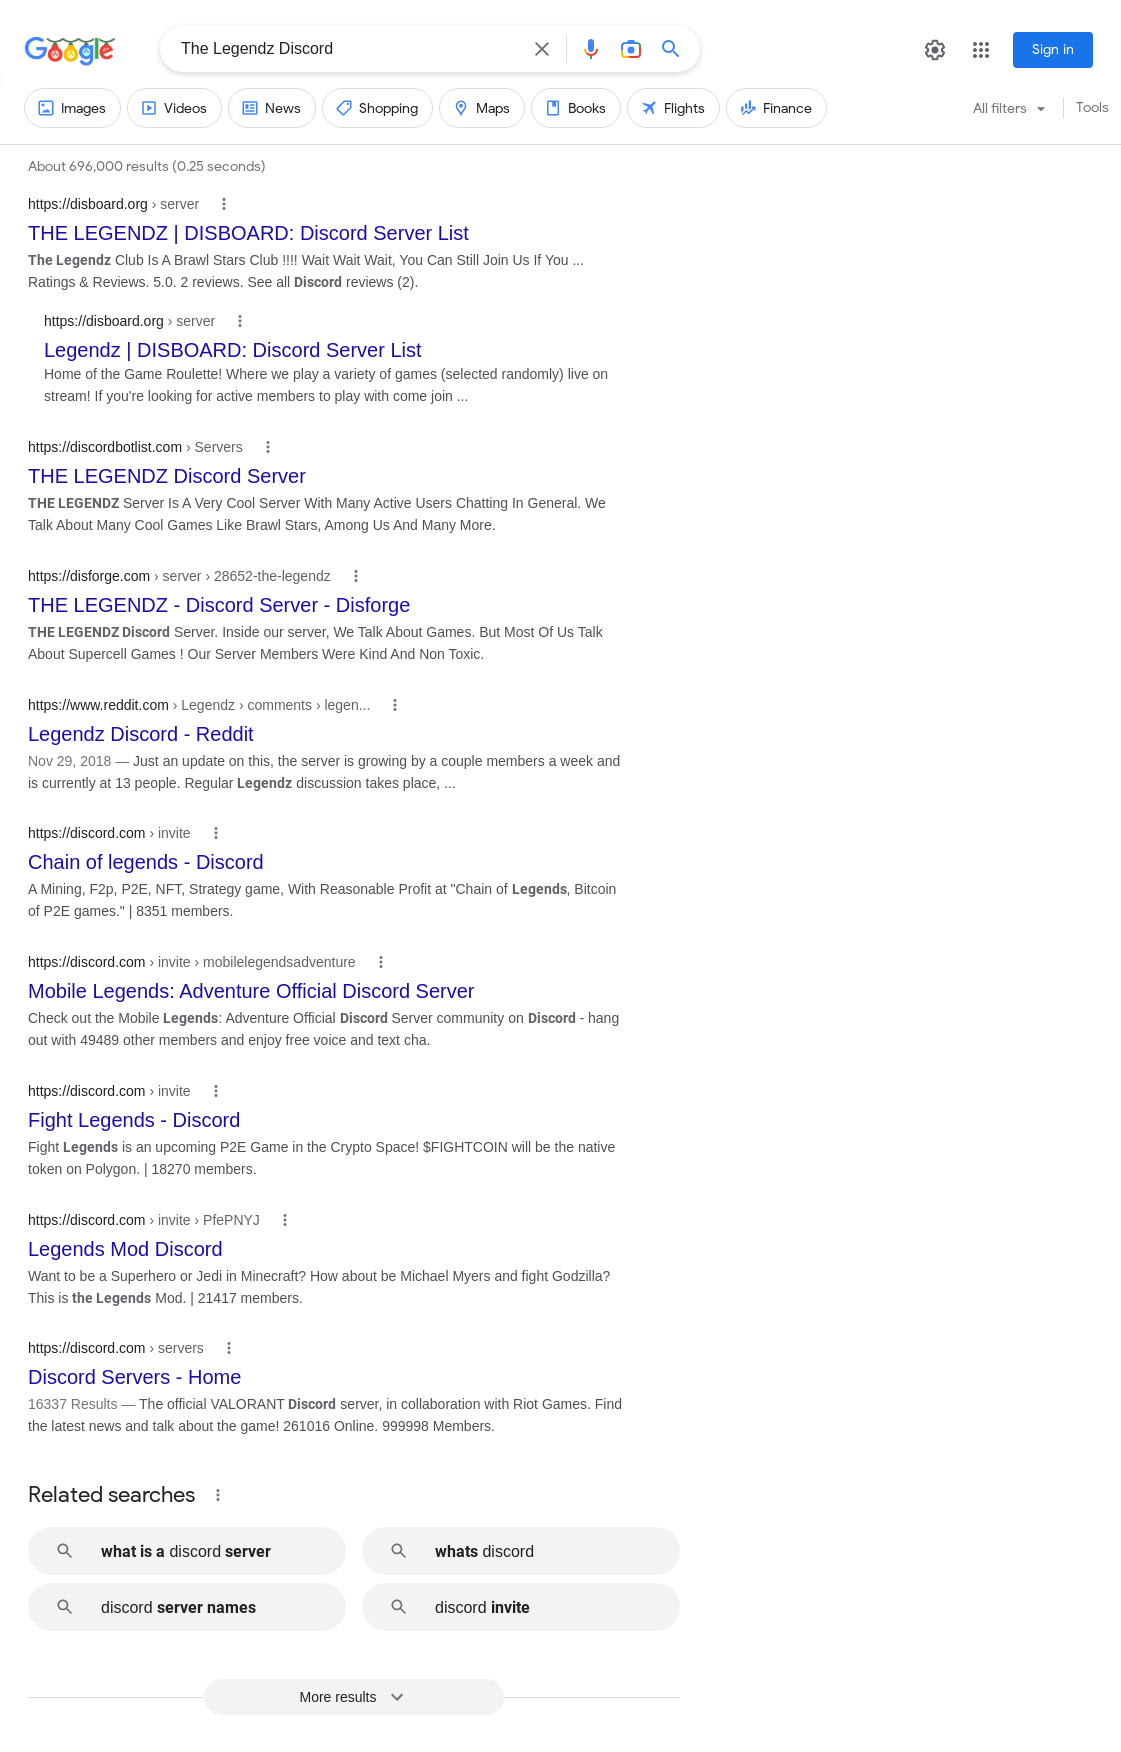 Google
The Legendz Discord
Sign in
Images
Videos
News
Shopping
Maps
Books
Flights
Finance
All filters
Tools
About 696,000 results (0.25 seconds)
https://disboard.org › server
THE LEGENDZ | DISBOARD: Discord Server List
The Legendz Club Is A Brawl Stars Club !!!! Wait Wait Wait, You Can Still Join Us If You ...
Ratings & Reviews. 5.0. 2 reviews. See all Discord reviews (2).
https://disboard.org › server
Legendz | DISBOARD: Discord Server List
Home of the Game Roulette! Where we play a variety of games (selected randomly) live on
stream! If you're looking for active members to play with come join ...
https://discordbotlist.com › Servers
THE LEGENDZ Discord Server
THE LEGENDZ Server Is A Very Cool Server With Many Active Users Chatting In General. We
Talk About Many Cool Games Like Brawl Stars, Among Us And Many More.
https://disforge.com › server › 28652-the-legendz
THE LEGENDZ - Discord Server - Disforge
THE LEGENDZ Discord Server. Inside our server, We Talk About Games. But Most Of Us Talk
About Supercell Games ! Our Server Members Were Kind And Non Toxic.
https://www.reddit.com › Legendz › comments › legen...
Legendz Discord - Reddit
Nov 29, 2018 — Just an update on this, the server is growing by a couple members a week and
is currently at 13 people. Regular Legendz discussion takes place, ...
https://discord.com › invite
Chain of legends - Discord
A Mining, F2p, P2E, NFT, Strategy game, With Reasonable Profit at "Chain of Legends, Bitcoin
of P2E games." | 8351 members.
https://discord.com › invite › mobilelegendsadventure
Mobile Legends: Adventure Official Discord Server
Check out the Mobile Legends: Adventure Official Discord Server community on Discord - hang
out with 49489 other members and enjoy free voice and text cha.
https://discord.com › invite
Fight Legends - Discord
Fight Legends is an upcoming P2E Game in the Crypto Space! $FIGHTCOIN will be the native
token on Polygon. | 18270 members.
https://discord.com › invite › PfePNYJ
Legends Mod Discord
Want to be a Superhero or Jedi in Minecraft? How about be Michael Myers and fight Godzilla?
This is the Legends Mod. | 21417 members.
https://discord.com › servers
Discord Servers - Home
16337 Results — The official VALORANT Discord server, in collaboration with Riot Games. Find
the latest news and talk about the game! 261016 Online. 999998 Members.
Related searches
what is a discord server
whats discord
discord server names
discord invite
More results